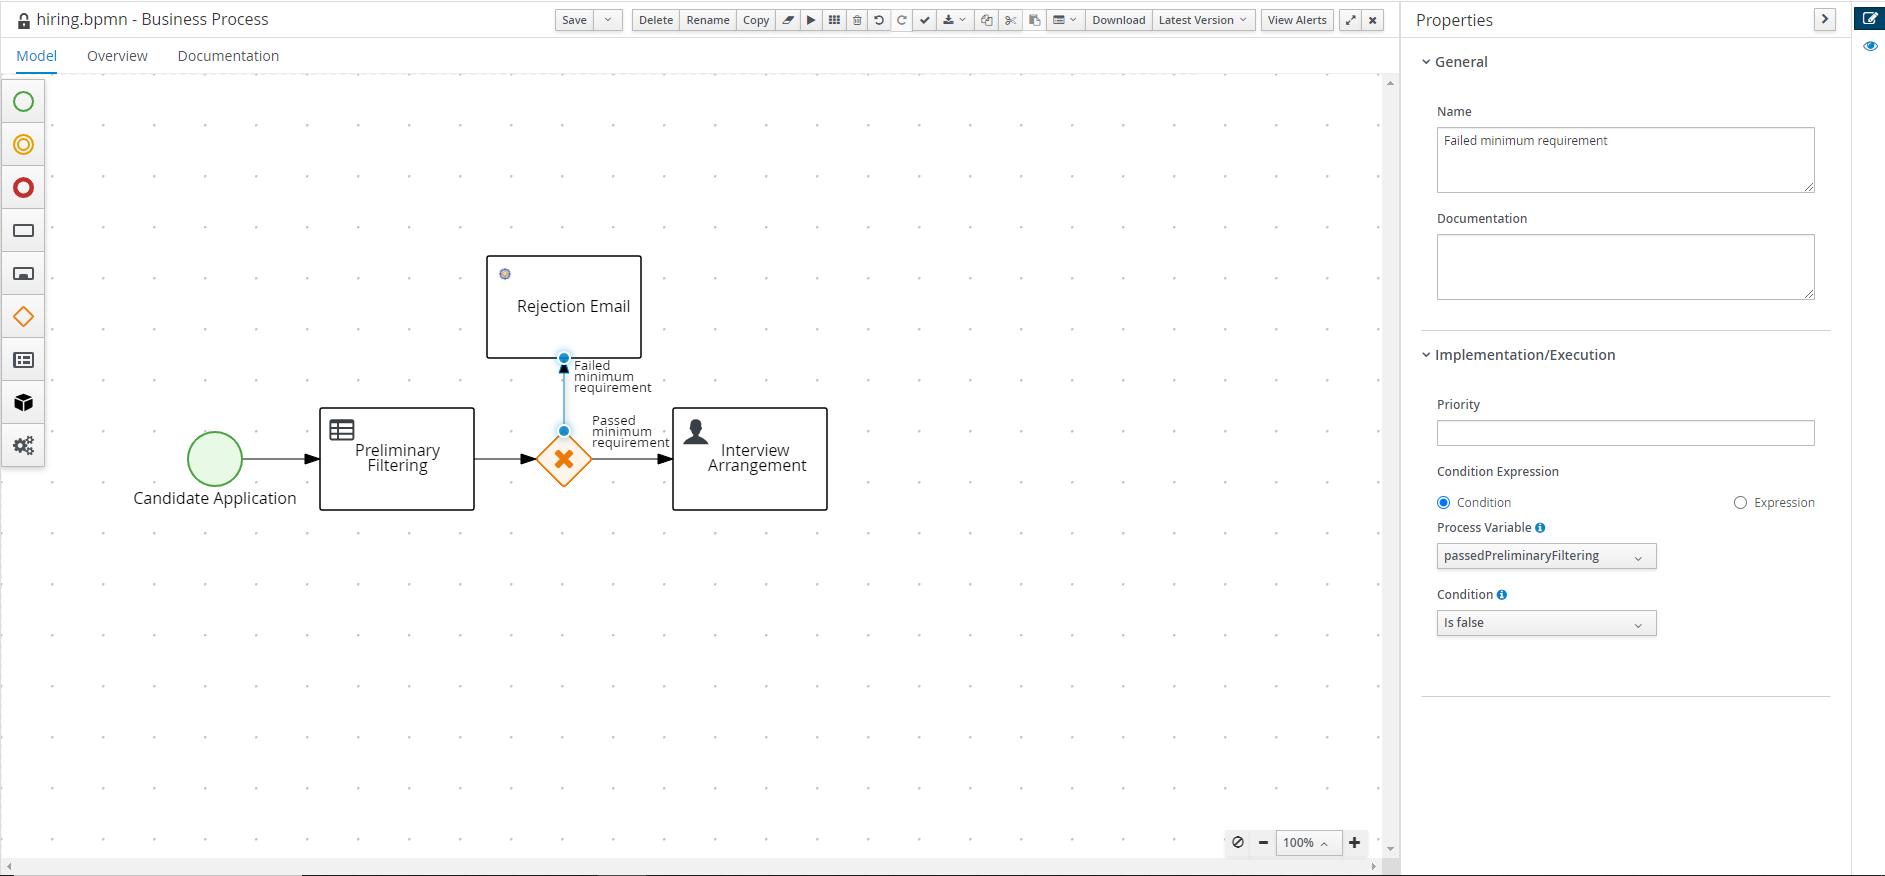 hiring.bpmn - Business Process
Save
Delete
Rename
Copy
Download
Latest Version
View Alerts
Model
Overview
Documentation
Rejection Email
Failed
minimum
requirement
Passed
minimum
requirement
Preliminary
Filtering
Interview
Arrangement
Candidate Application
100%
Properties
General
Name
Failed minimum requirement
Documentation
Implementation/Execution
Priority
Condition Expression
Condition
Expression
Process Variable
passedPreliminaryFiltering
Condition
Is false